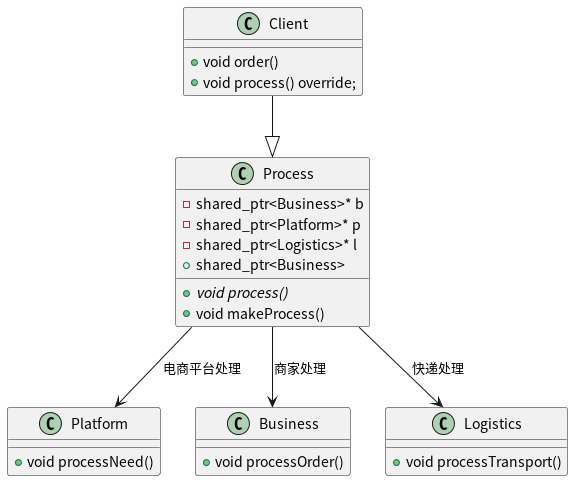 C Client
void order()
void process() override;
C Process
shared_ptr<Business>* b
shared_ptr<Platform>* p
shared_ptr<Logistics>* l
shared_ptr<Business>
void process()
void makeProcess()
电商平台处理 商家处理 快递处理
C Platform C Business C Logistics
void processNeed() void processOrder() void processTransport()